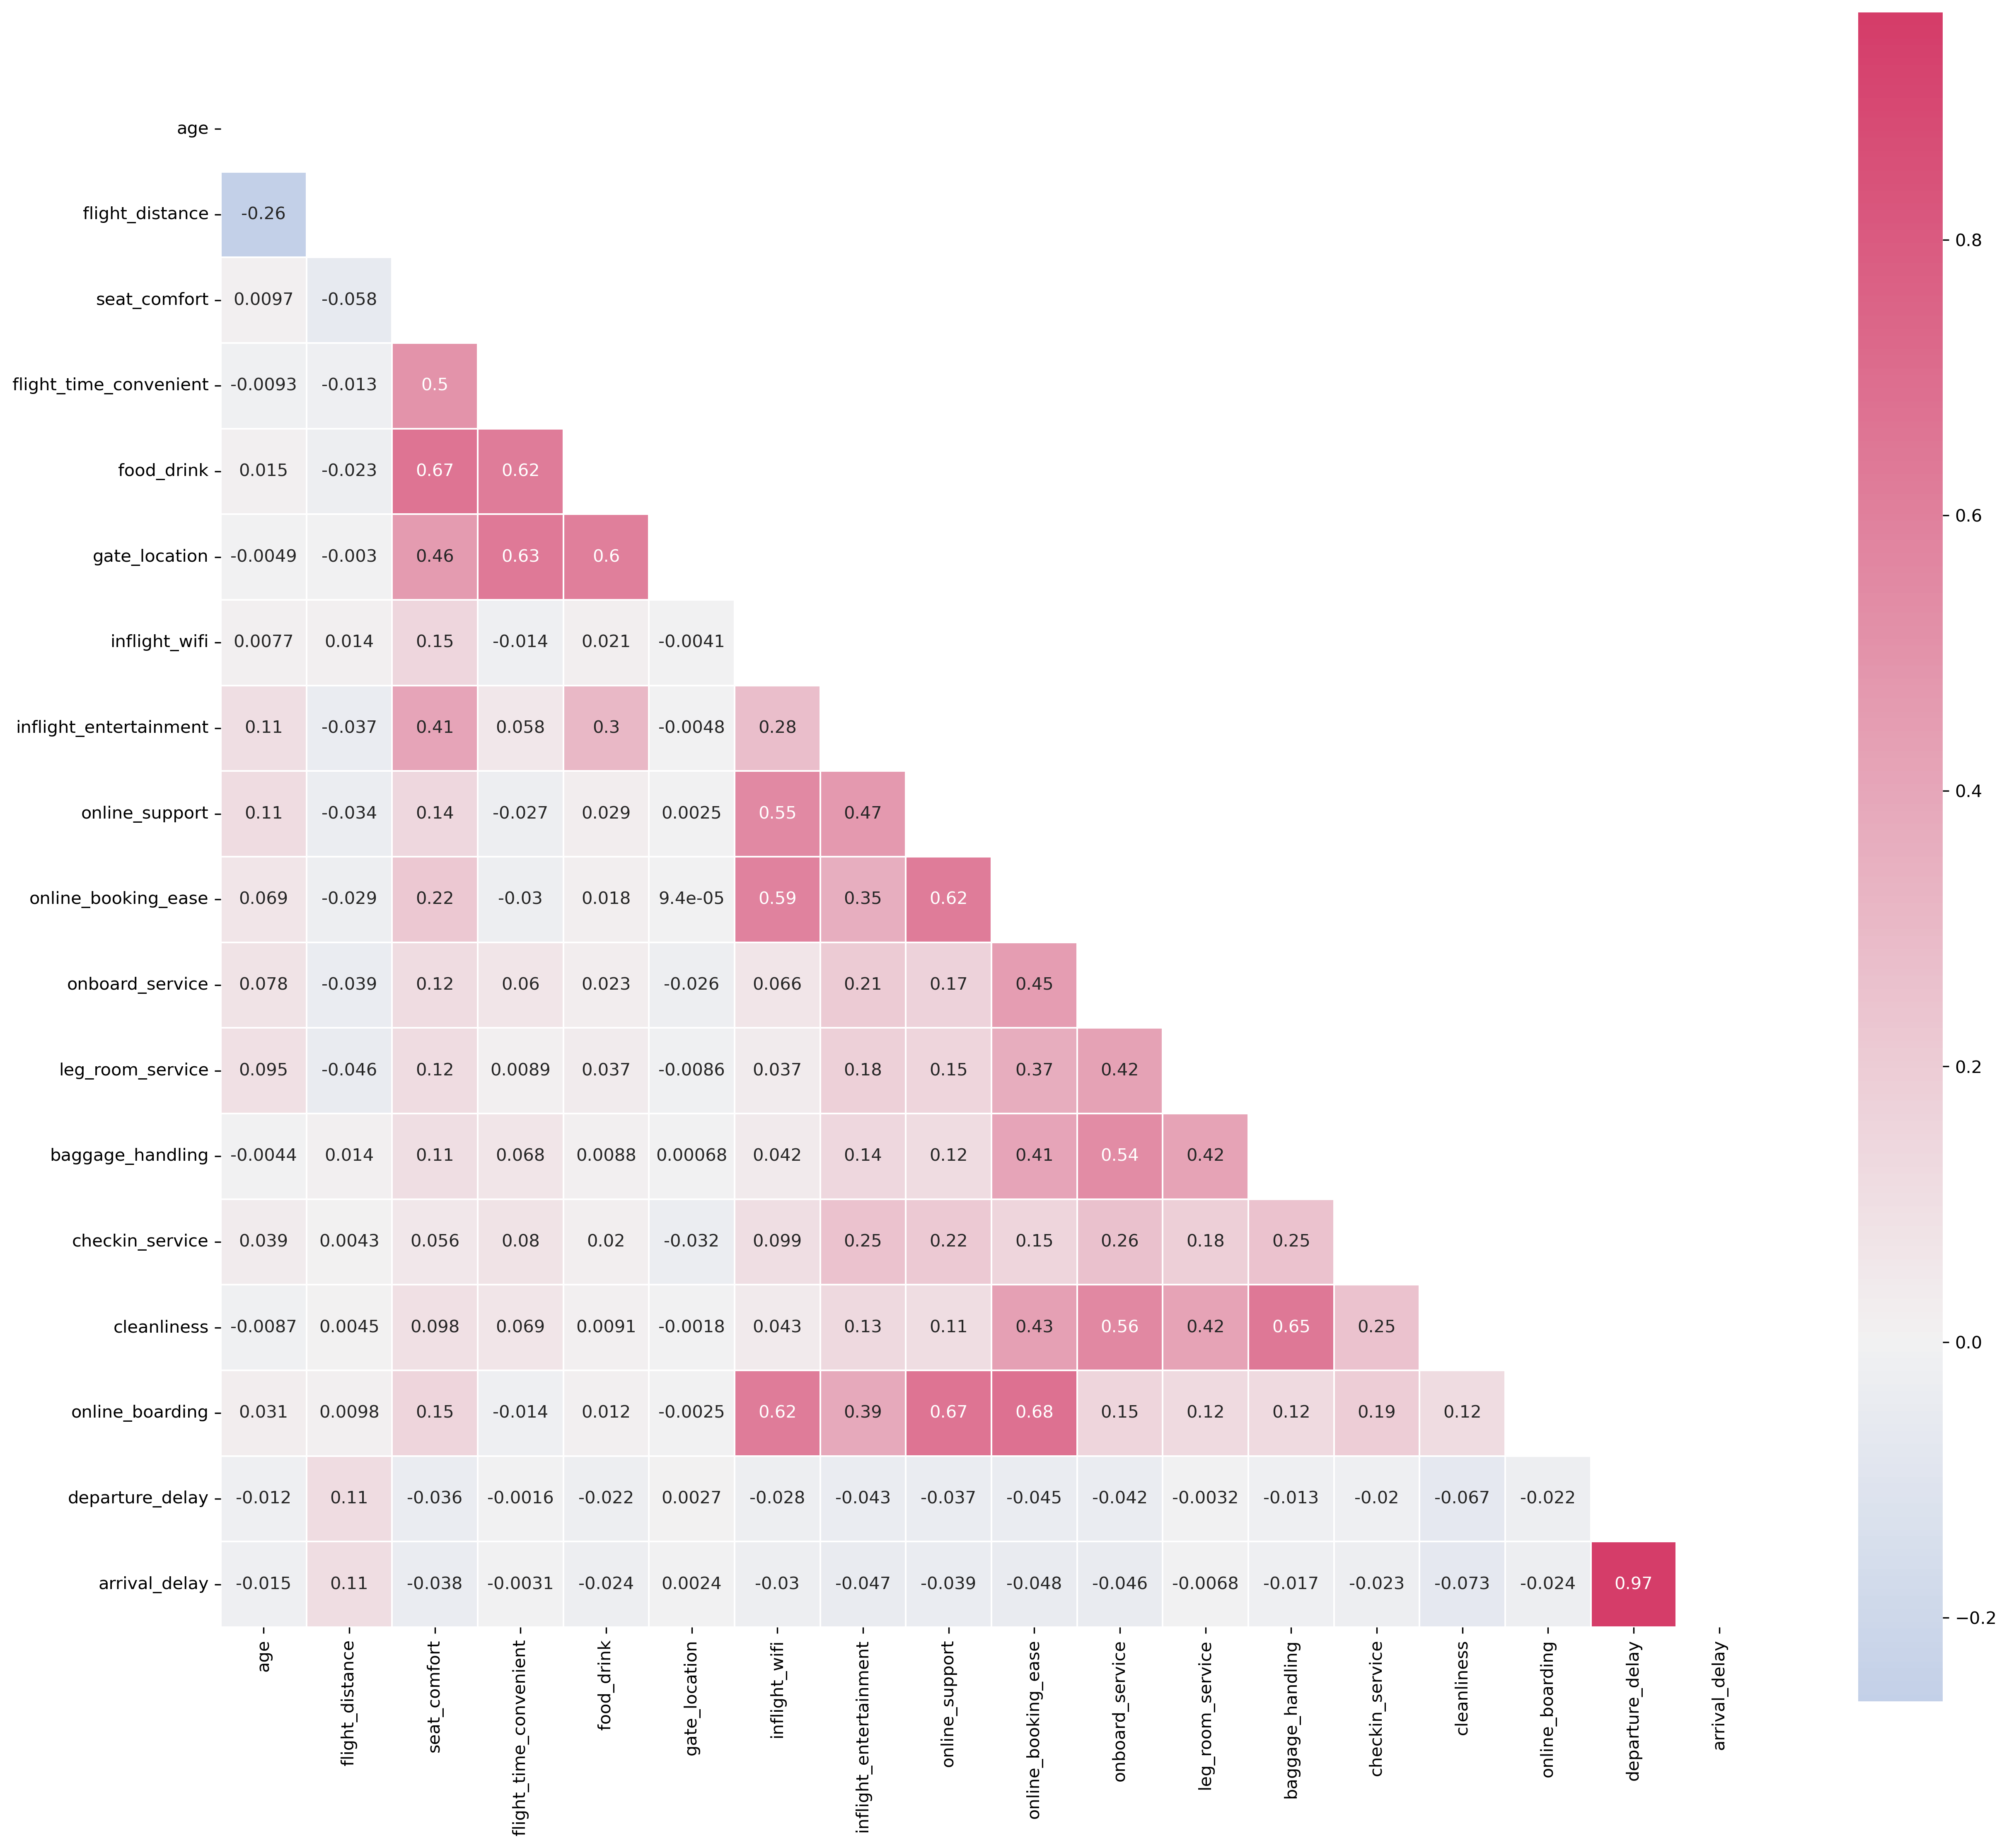 age
flight_distance -0.26
seat_comfort 0.0097 -0.058
flight_time_convenient -0.0093 -0.013 0.5
food_drink 0.015 -0.023 0.67 0.62
gate_location -0.0049 -0.003 0.46 0.63 0.6
inflight_wifi 0.0077 0.014 0.15 -0.014 0.021 -0.0041
inflight_entertainment 0.11 -0.037 0.41 0.058 0.3 -0.0048 0.28
online_support 0.11 -0.034 0.14 -0.027 0.029 0.0025 0.55 0.47
online_booking_ease 0.069 -0.029 0.22 -0.03 0.018 9.4e-05 0.59 0.35 0.62
onboard_service 0.078 -0.039 0.12 0.06 0.023 -0.026 0.066 0.21 0.17 0.45
leg_room_service 0.095 -0.046 0.12 0.0089 0.037 -0.0086 0.037 0.18 0.15 0.37 0.42
baggage_handling -0.0044 0.014 0.11 0.068 0.0088 0.00068 0.042 0.14 0.12 0.41 0.54 0.42
checkin_service 0.039 0.0043 0.056 0.08 0.02 -0.032 0.099 0.25 0.22 0.15 0.26 0.18 0.25
cleanliness -0.0087 0.0045 0.098 0.069 0.0091 -0.0018 0.043 0.13 0.11 0.43 0.56 0.42 0.65 0.25
online_boarding 0.031 0.0098 0.15 -0.014 0.012 -0.0025 0.62 0.39 0.67 0.68 0.15 0.12 0.12 0.19 0.12
departure_delay -0.012 0.11 -0.036 -0.0016 -0.022 0.0027 -0.028 -0.043 -0.037 -0.045 -0.042 -0.0032 -0.013 -0.02 -0.067 -0.022
arrival_delay -0.015 0.11 -0.038 -0.0031 -0.024 0.0024 -0.03 -0.047 -0.039 -0.048 -0.046 -0.0068 -0.017 -0.023 -0.073 -0.024 0.97
age
flight_distance
seat_comfort
flight_time_convenient
food_drink
gate_location
inflight_wifi
inflight_entertainment
online_support
online_booking_ease
onboard_service
leg_room_service
baggage_handling
checkin_service
cleanliness
online_boarding
departure_delay
arrival_delay
0.8
0.6
0.4
0.2
0.0
−0.2